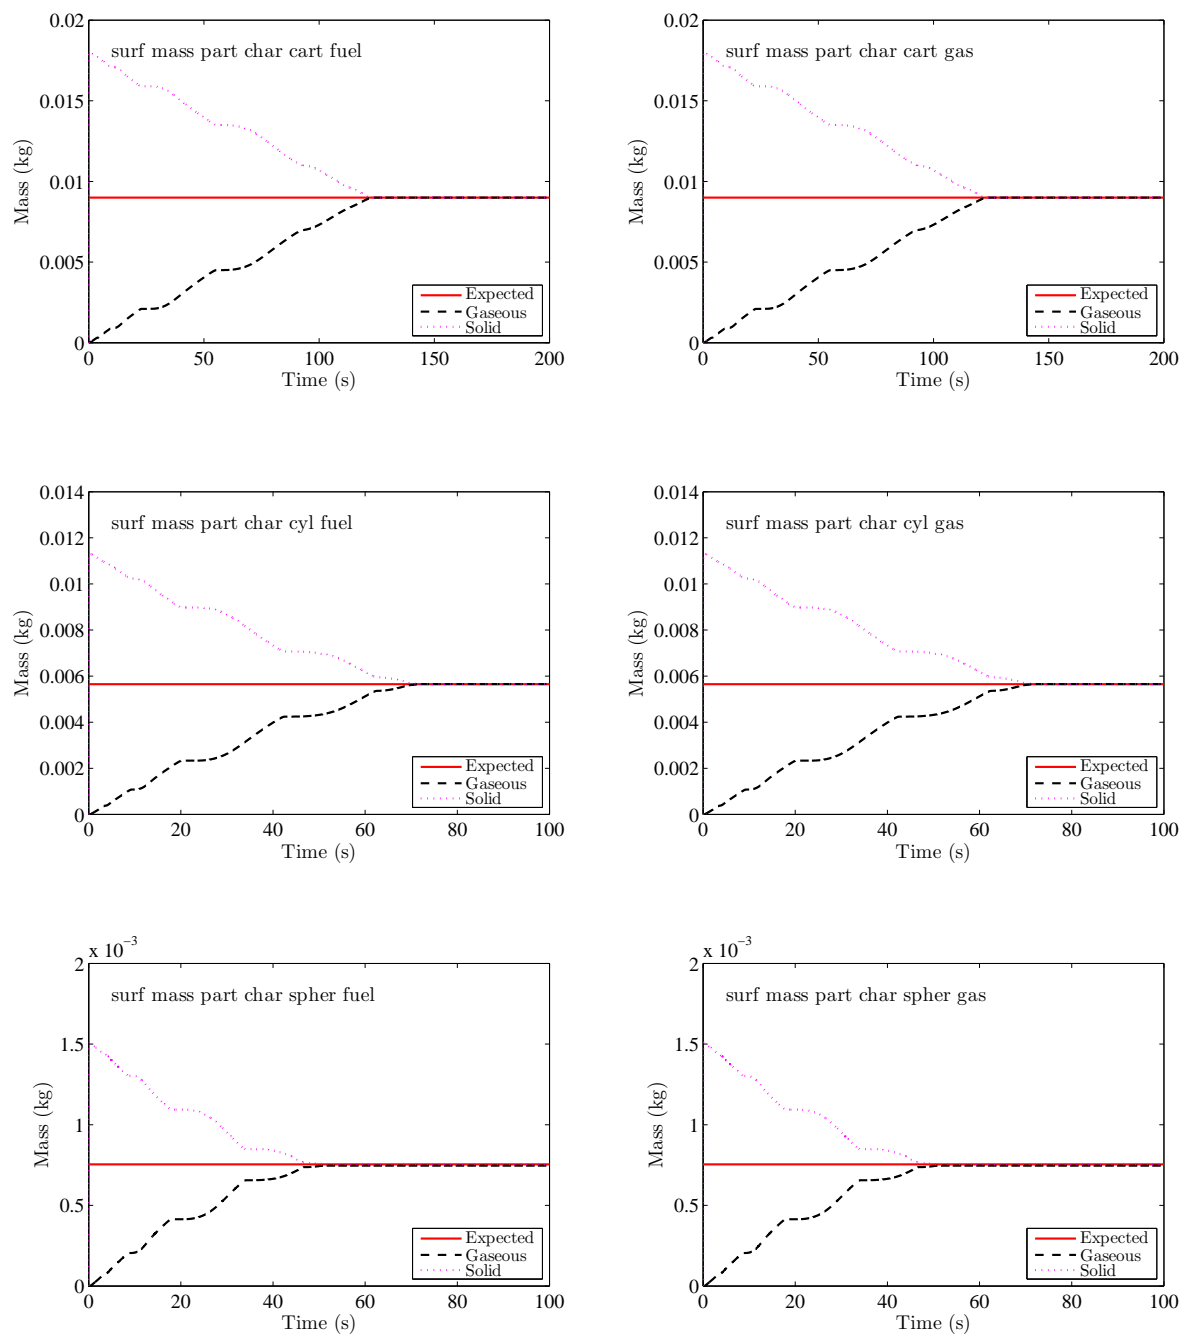 0.02
surf mass part char cart fuel
0.015
0.01
0.005
0
Mass (kg)
Expected
Gaseous
Solid
0 50 100 150 200
Time (s)
0.02
surf mass part char cart gas
0.015
0.01
0.005
0
Mass (kg)
Expected
Gaseous
Solid
0 50 100 150 200
Time (s)
0.014
surf mass part char cyl fuel
0.012
0.01
0.008
0.006
0.004
0.002
0
Mass (kg)
Expected
Gaseous
Solid
0 20 40 60 80 100
Time (s)
0.014
surf mass part char cyl gas
0.012
0.01
0.008
0.006
0.004
0.002
0
Mass (kg)
Expected
Gaseous
Solid
0 20 40 60 80 100
Time (s)
x 10⁻³
2
surf mass part char spher fuel
1.5
1
0.5
0
Mass (kg)
Expected
Gaseous
Solid
0 20 40 60 80 100
Time (s)
x 10⁻³
2
surf mass part char spher gas
1.5
1
0.5
0
Mass (kg)
Expected
Gaseous
Solid
0 20 40 60 80 100
Time (s)